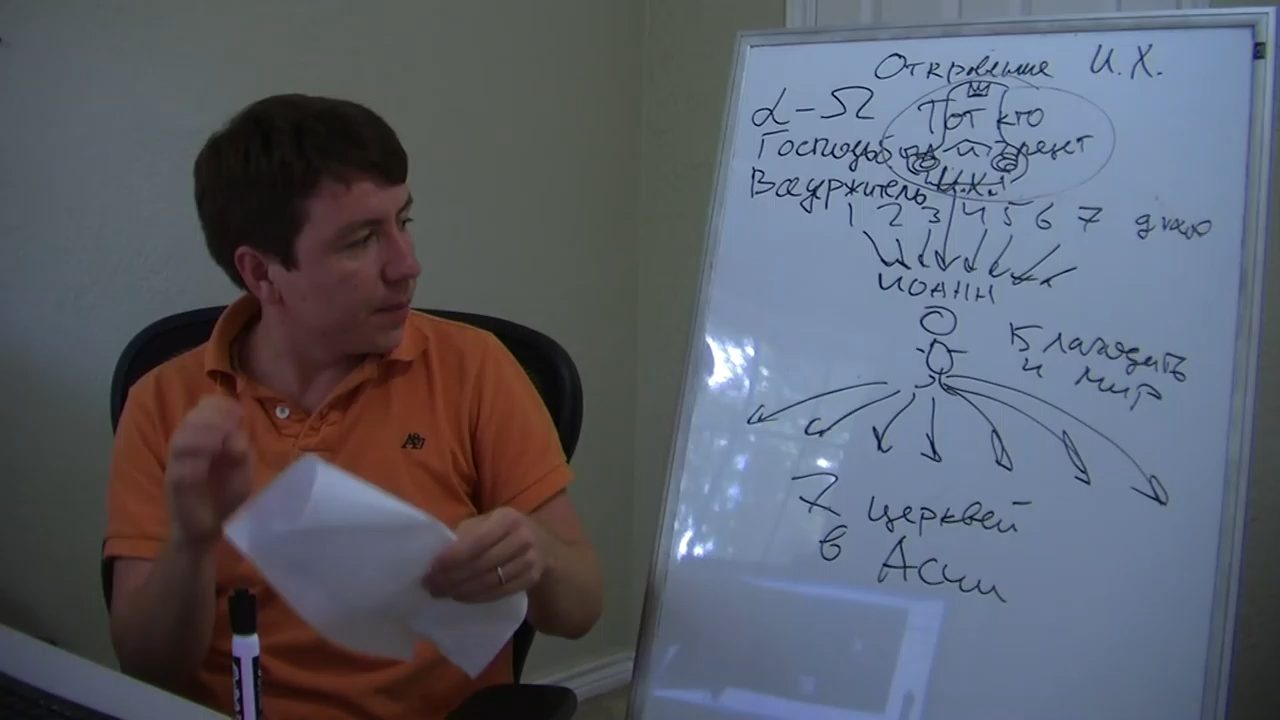 Откровение И.Х.
α-Ω Тот кто
Господь и грядет
Вседержитель И.Х.
1 2 3 4 5 6 7 духов
ИОАНН
Благодать
и мир
7 церквей
в Асии